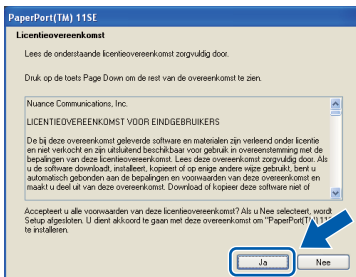 PaperPort(TM) 11SE
Licentieovereenkomst
Lees de onderstaande licentieovereenkomst zorgvuldig door.
Druk op de toets Page Down om de rest van de overeenkomst te zien.
Nuance Communications, Inc.
LICENTIEOVEREENKOMST VOOR EINDGEBRUIKERS
De bij deze overeenkomst geleverde software en materialen zijn verleend onder licentie
en niet verkocht en zijn uitsluitend beschikbaar voor gebruik in overeenstemming met de
bepalingen van deze licentieovereenkomst. Lees deze overeenkomst zorgvuldig door. Als
u de software downloadt, installeert, kopieert of op enige andere wijze gebruikt, bent u
automatisch gebonden aan de bepalingen en voorwaarden van deze overeenkomst en
maakt u deel uit van deze overeenkomst. Download of kopieer deze software niet of
Accepteert u alle voorwaarden van deze licentieovereenkomst? Als u Nee selecteert, wordt
Setup afgesloten. U dient akkoord te gaan met deze overeenkomst om "PaperPort(TM) 11
te installeren.
Ja
Nee